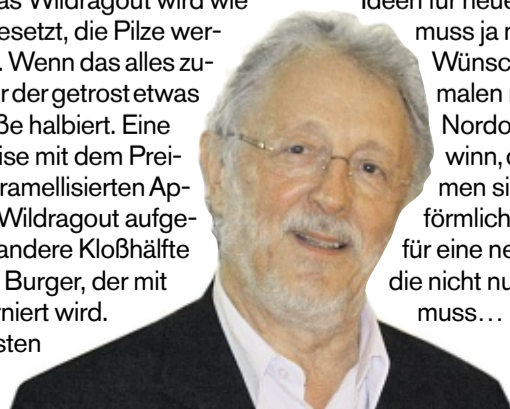 as Wildragout wird wie
esetzt, die Pilze wer-
. Wenn das alles zu-
r der getrost etwas
ße halbiert. Eine
ise mit dem Prei-
ramellisierten Ap-
Wildragout aufge-
andere Kloßhälfte
Burger, der mit
niert wird.
sten
Ideen für neue
muss ja n
Wünsc
malen
Nordo
winn, d
men si
förmlich
für eine ne
die nicht nu
muss…